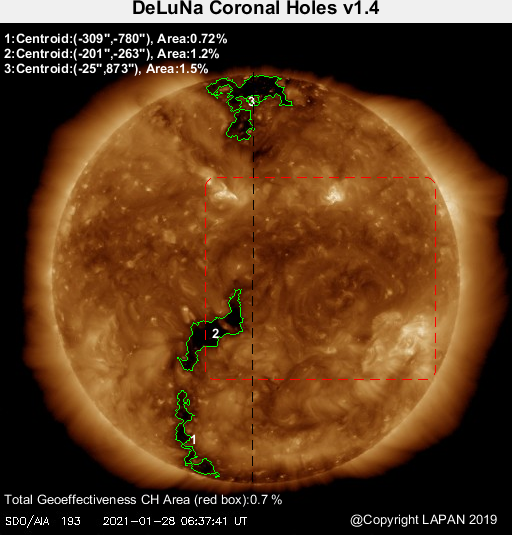 DeLuNa Coronal Holes v1.4
1:Centroid:(-309",-780"), Area:0.72%
2:Centroid:(-201",-263"), Area:1.2%
3:Centroid:(-25",873"), Area:1.5%
3
2
1
Total Geoeffectiveness CH Area (red box):0.7 %
SDO/AIA 193 2021-01-28 06:37:41 UT
@Copyright LAPAN 2019